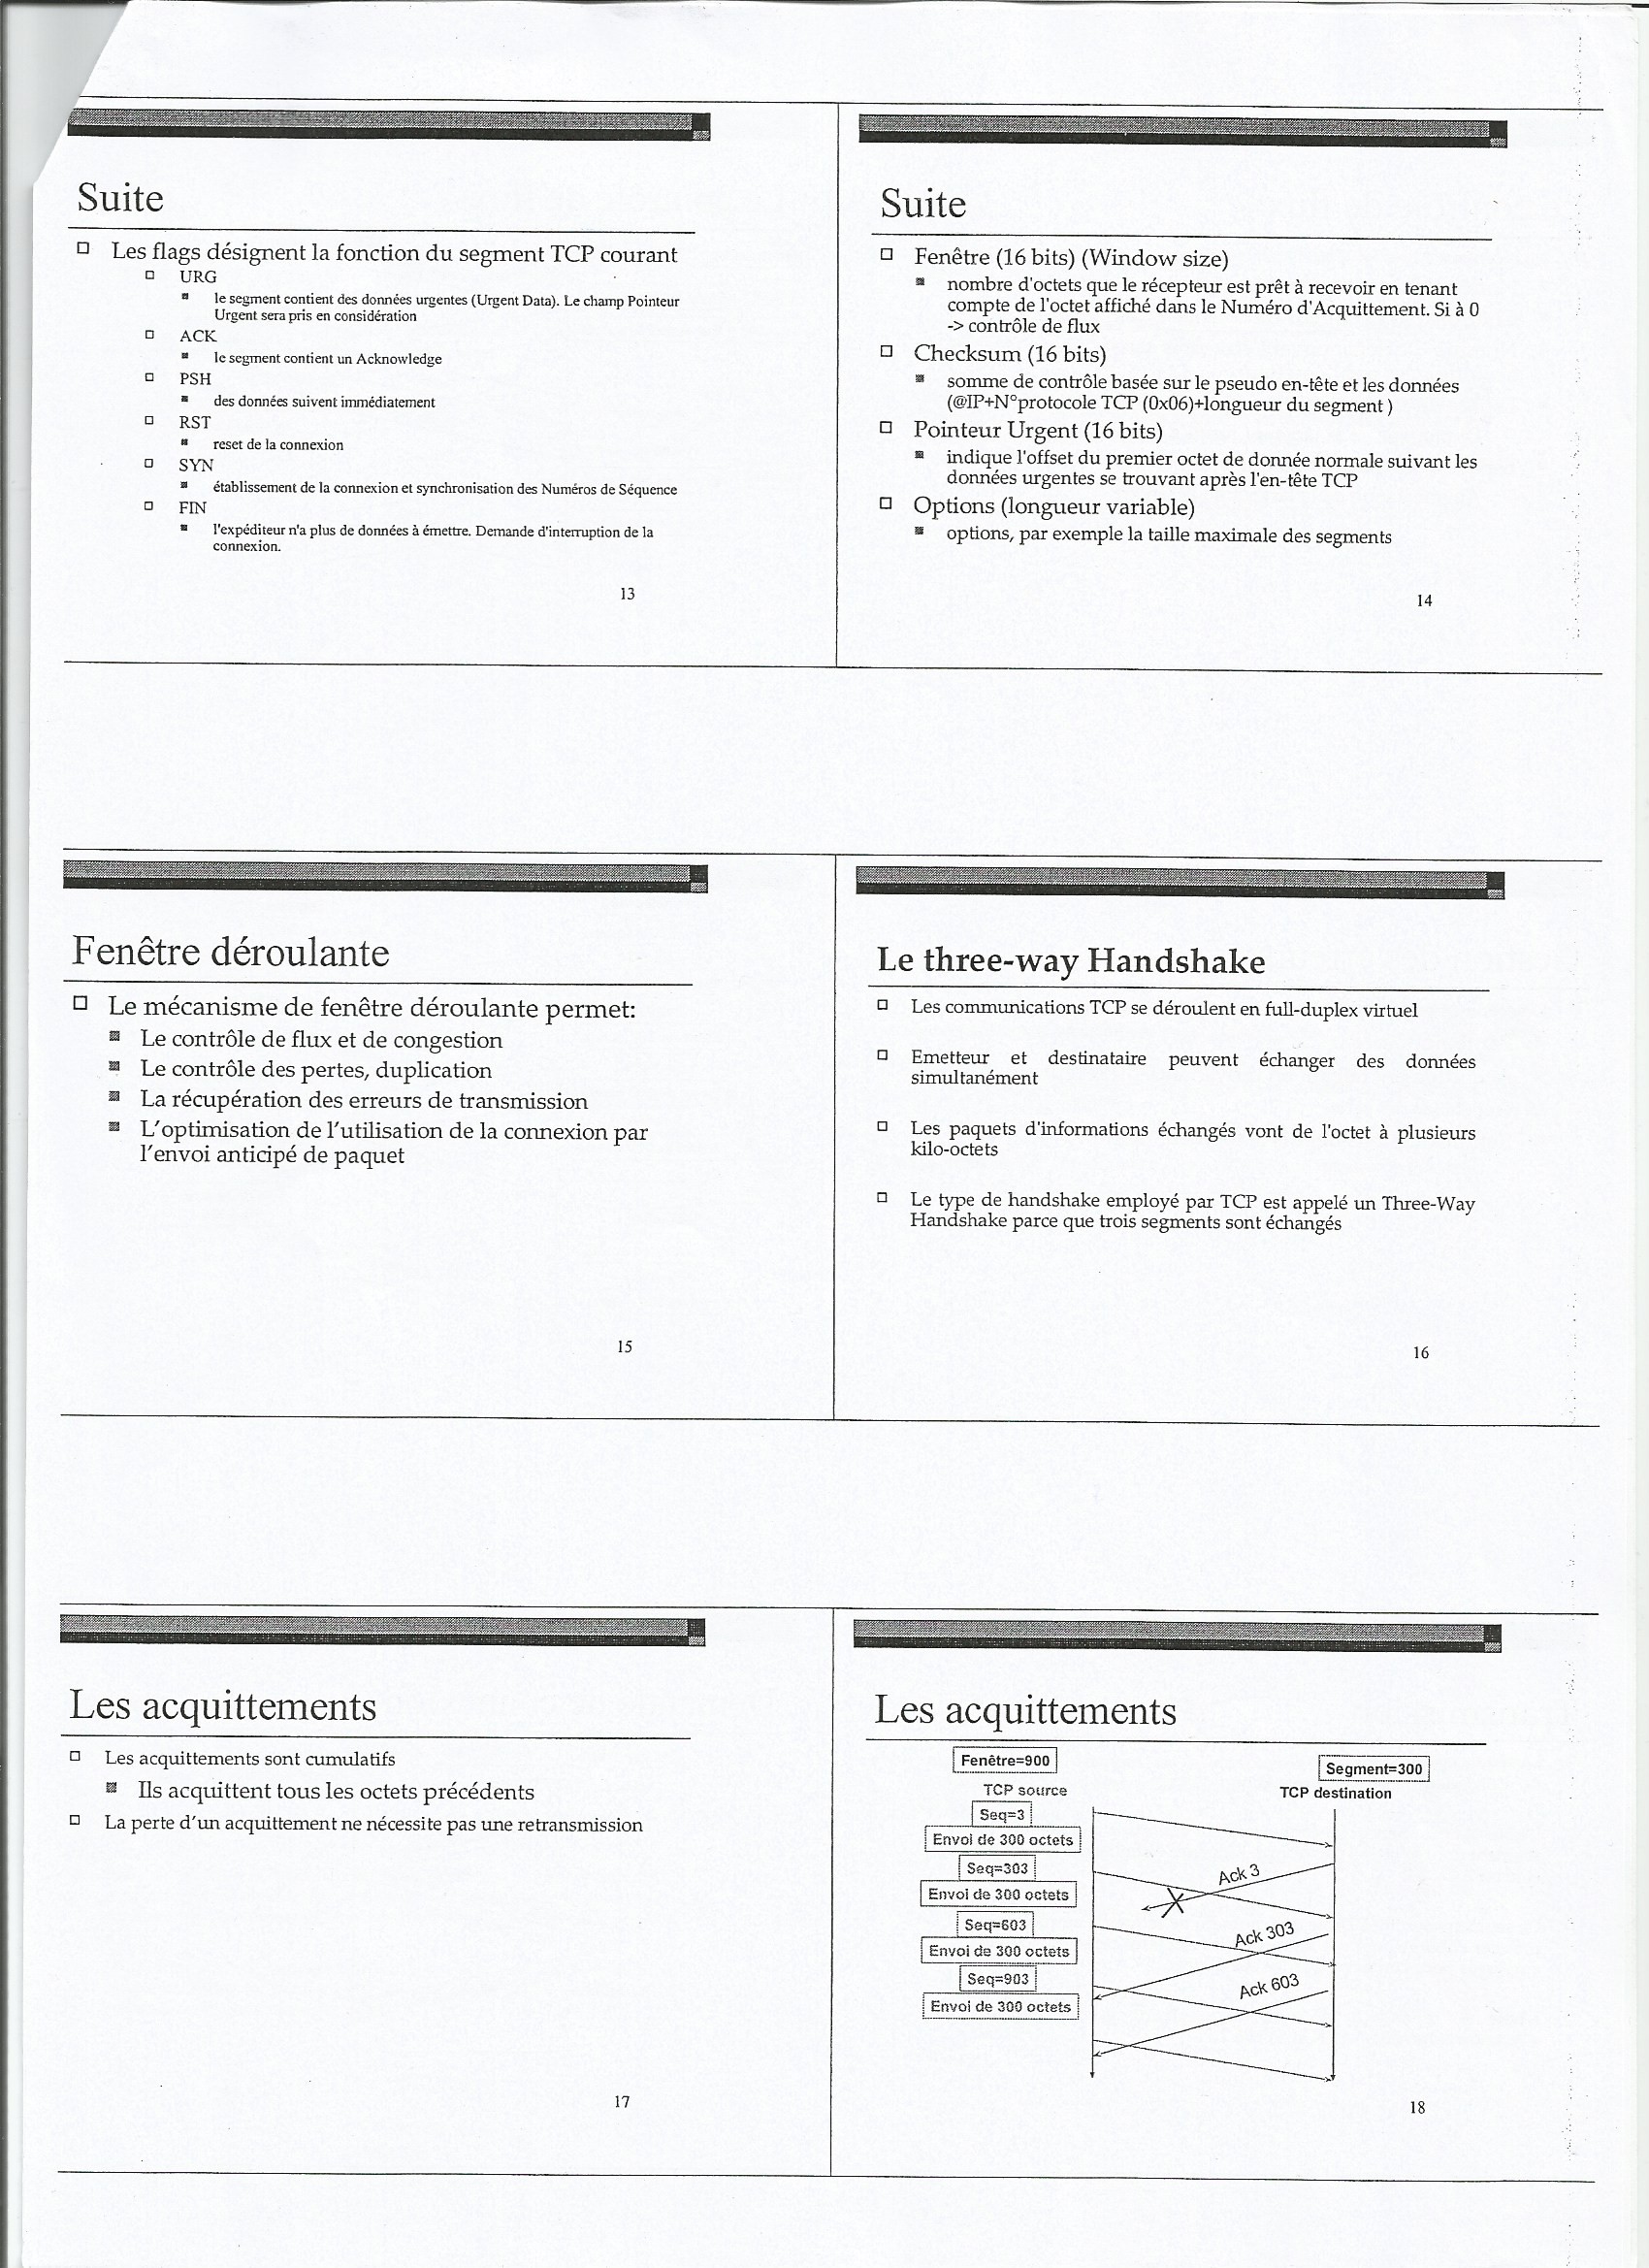 Suite
Les flags désignent la fonction du segment TCP courant
URG
le segment contient des données urgentes (Urgent Data). Le champ Pointeur
Urgent sera pris en considération
ACK
le segment contient un Acknowledge
PSH
des données suivent immédiatement
RST
reset de la connexion
SYN
établissement de la connexion et synchronisation des Numéros de Séquence
FIN
l'expéditeur n'a plus de données à émettre. Demande d'interruption de la
connexion.
13
Suite
Fenêtre (16 bits) (Window size)
nombre d'octets que le récepteur est prêt à recevoir en tenant
compte de l'octet affiché dans le Numéro d'Acquittement. Si à 0
-> contrôle de flux
Checksum (16 bits)
somme de contrôle basée sur le pseudo en-tête et les données
(@IP+N°protocole TCP (0x06)+longueur du segment )
Pointeur Urgent (16 bits)
indique l'offset du premier octet de donnée normale suivant les
données urgentes se trouvant après l'en-tête TCP
Options (longueur variable)
options, par exemple la taille maximale des segments
14
Fenêtre déroulante
Le mécanisme de fenêtre déroulante permet:
Le contrôle de flux et de congestion
Le contrôle des pertes, duplication
La récupération des erreurs de transmission
L'optimisation de l'utilisation de la connexion par
l'envoi anticipé de paquet
15
Le three-way Handshake
Les communications TCP se déroulent en full-duplex virtuel
Emetteur et destinataire peuvent échanger des données
simultanément
Les paquets d'informations échangés vont de l'octet à plusieurs
kilo-octets
Le type de handshake employé par TCP est appelé un Three-Way
Handshake parce que trois segments sont échangés
16
Les acquittements
Les acquittements sont cumulatifs
Ils acquittent tous les octets précédents
La perte d'un acquittement ne nécessite pas une retransmission
17
Les acquittements
Fenêtre=900
Segment=300
TCP source
TCP destination
Seq=3
Envoi de 300 octets
Seq=303
Ack 3
Envoi de 300 octets
Seq=603
Ack 303
Envoi de 300 octets
Seq=903
Ack 603
Envoi de 300 octets
18